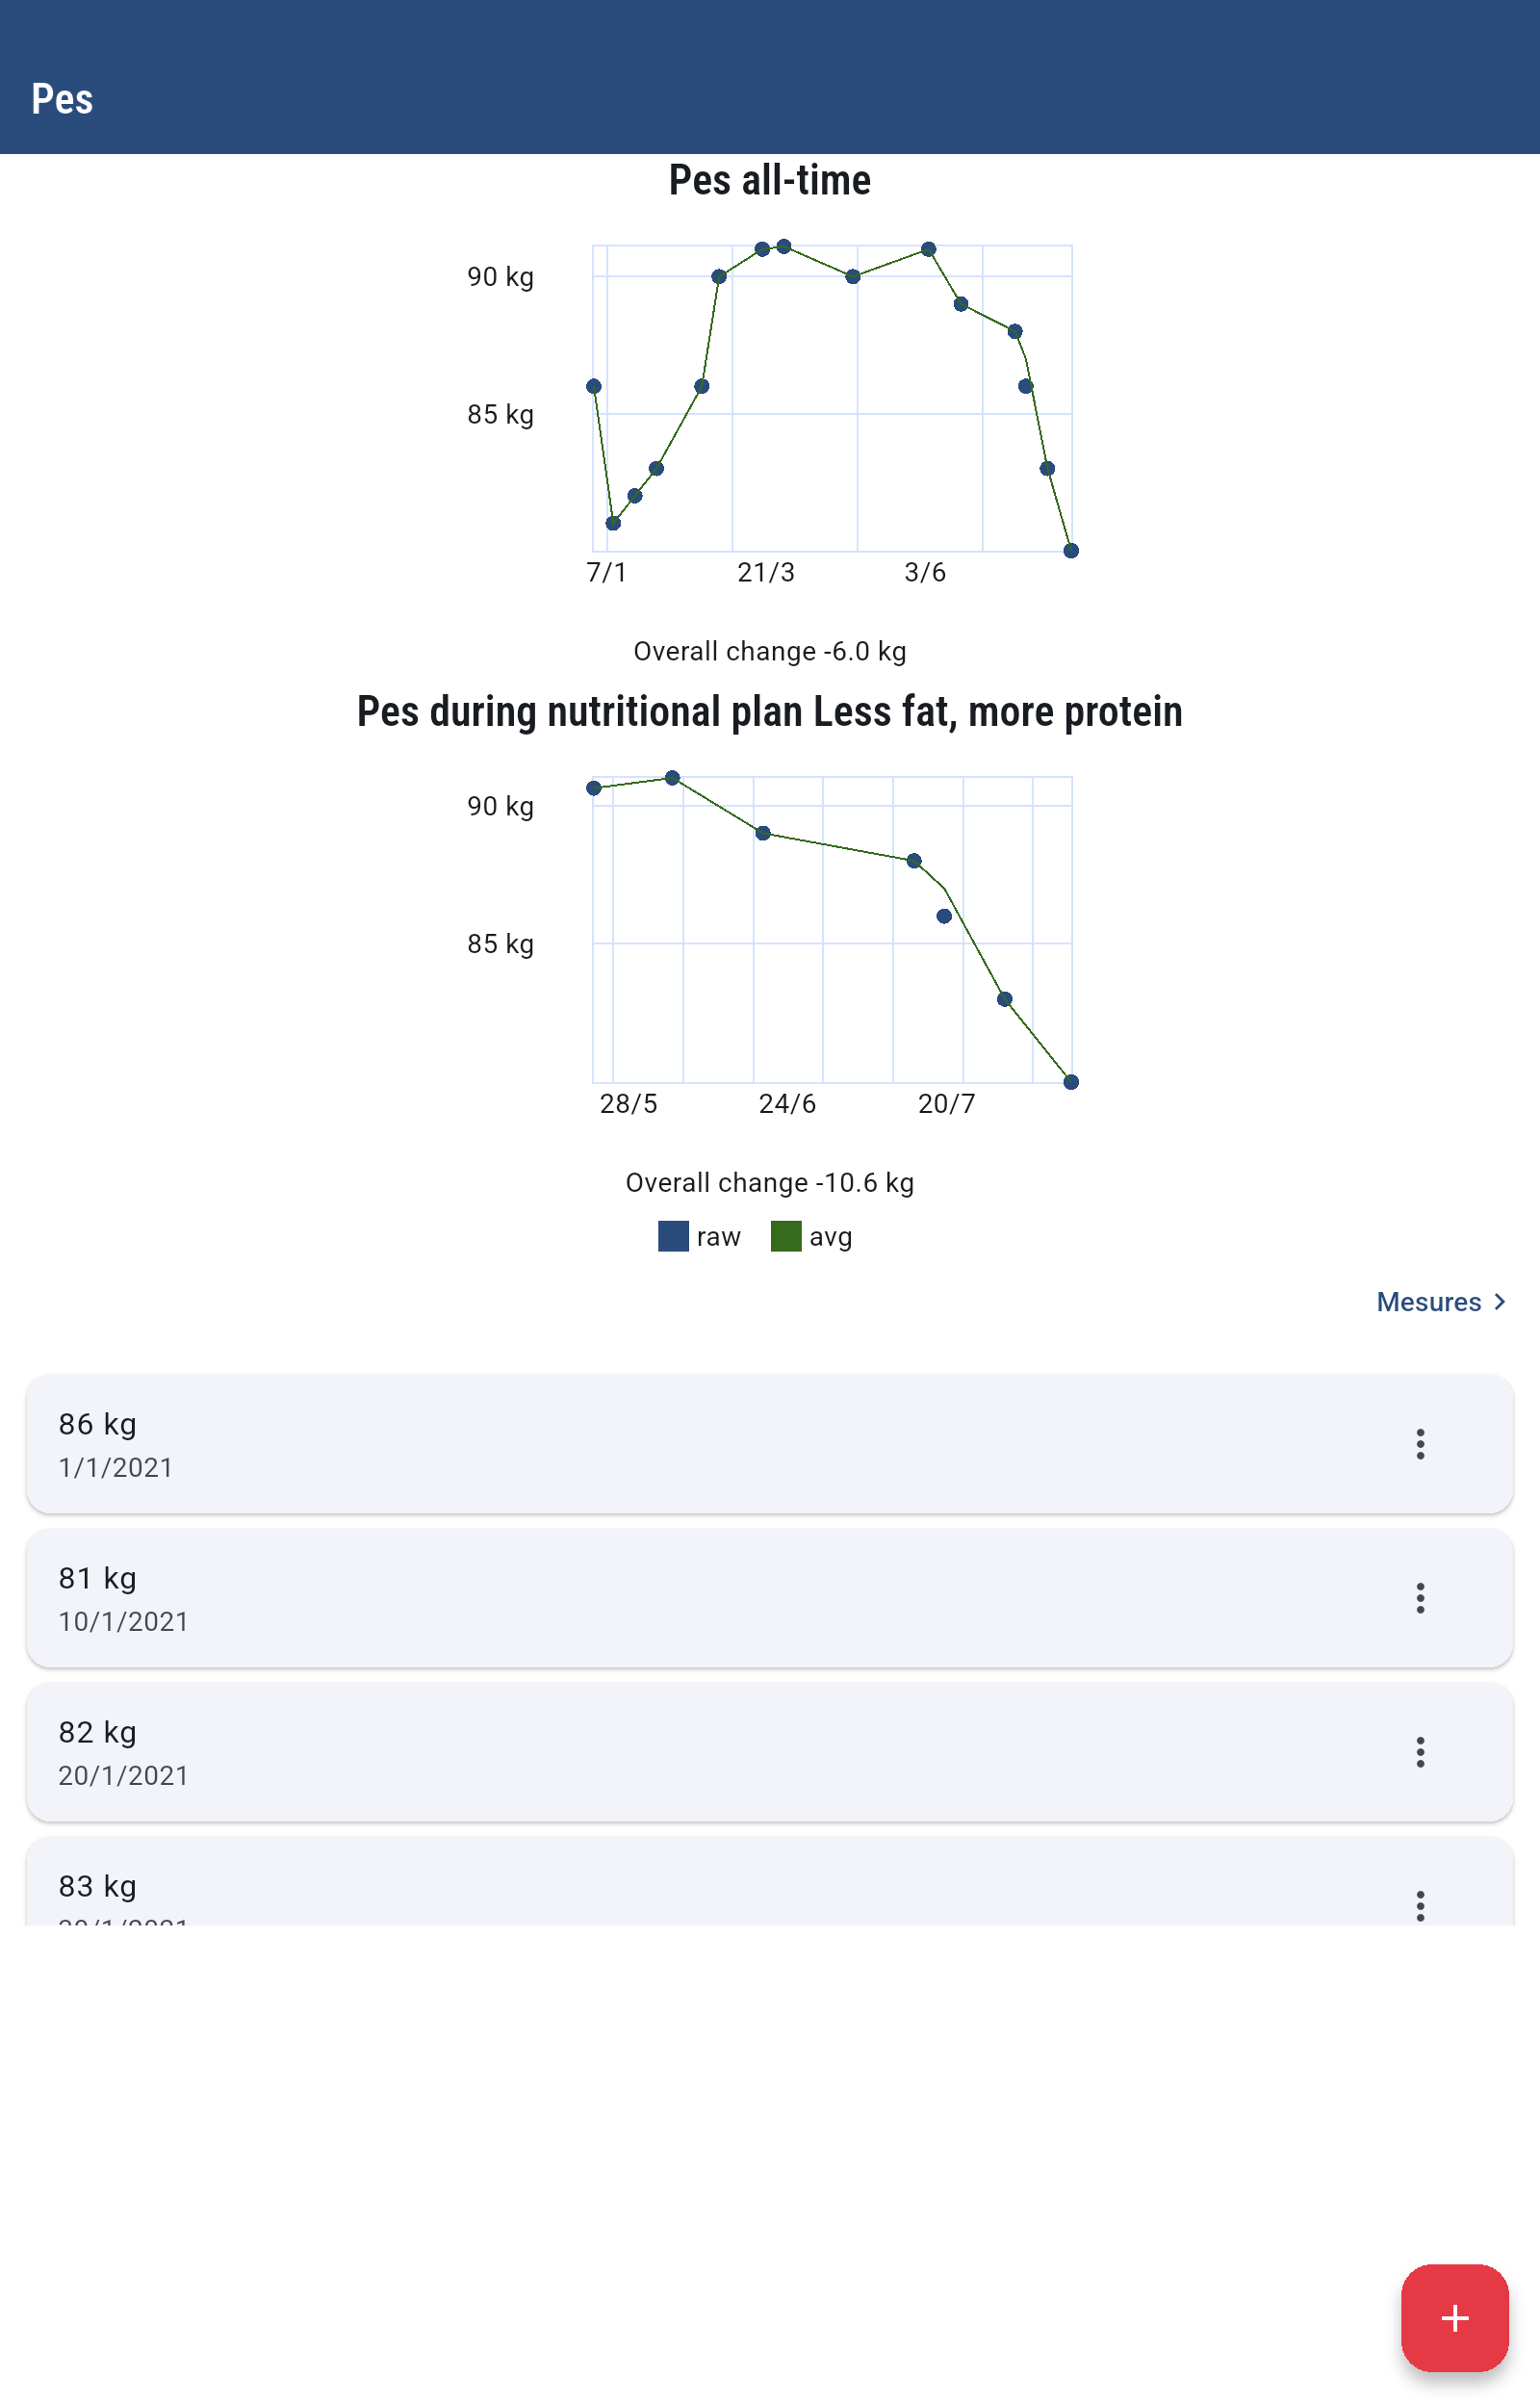 Pes
Pes all-time
90 kg
85 kg
7/1 21/3 3/6
Overall change -6.0 kg
Pes during nutritional plan Less fat, more protein
90 kg
85 kg
28/5 24/6 20/7
Overall change -10.6 kg
raw avg
Mesures
86 kg
1/1/2021
81 kg
10/1/2021
82 kg
20/1/2021
83 kg